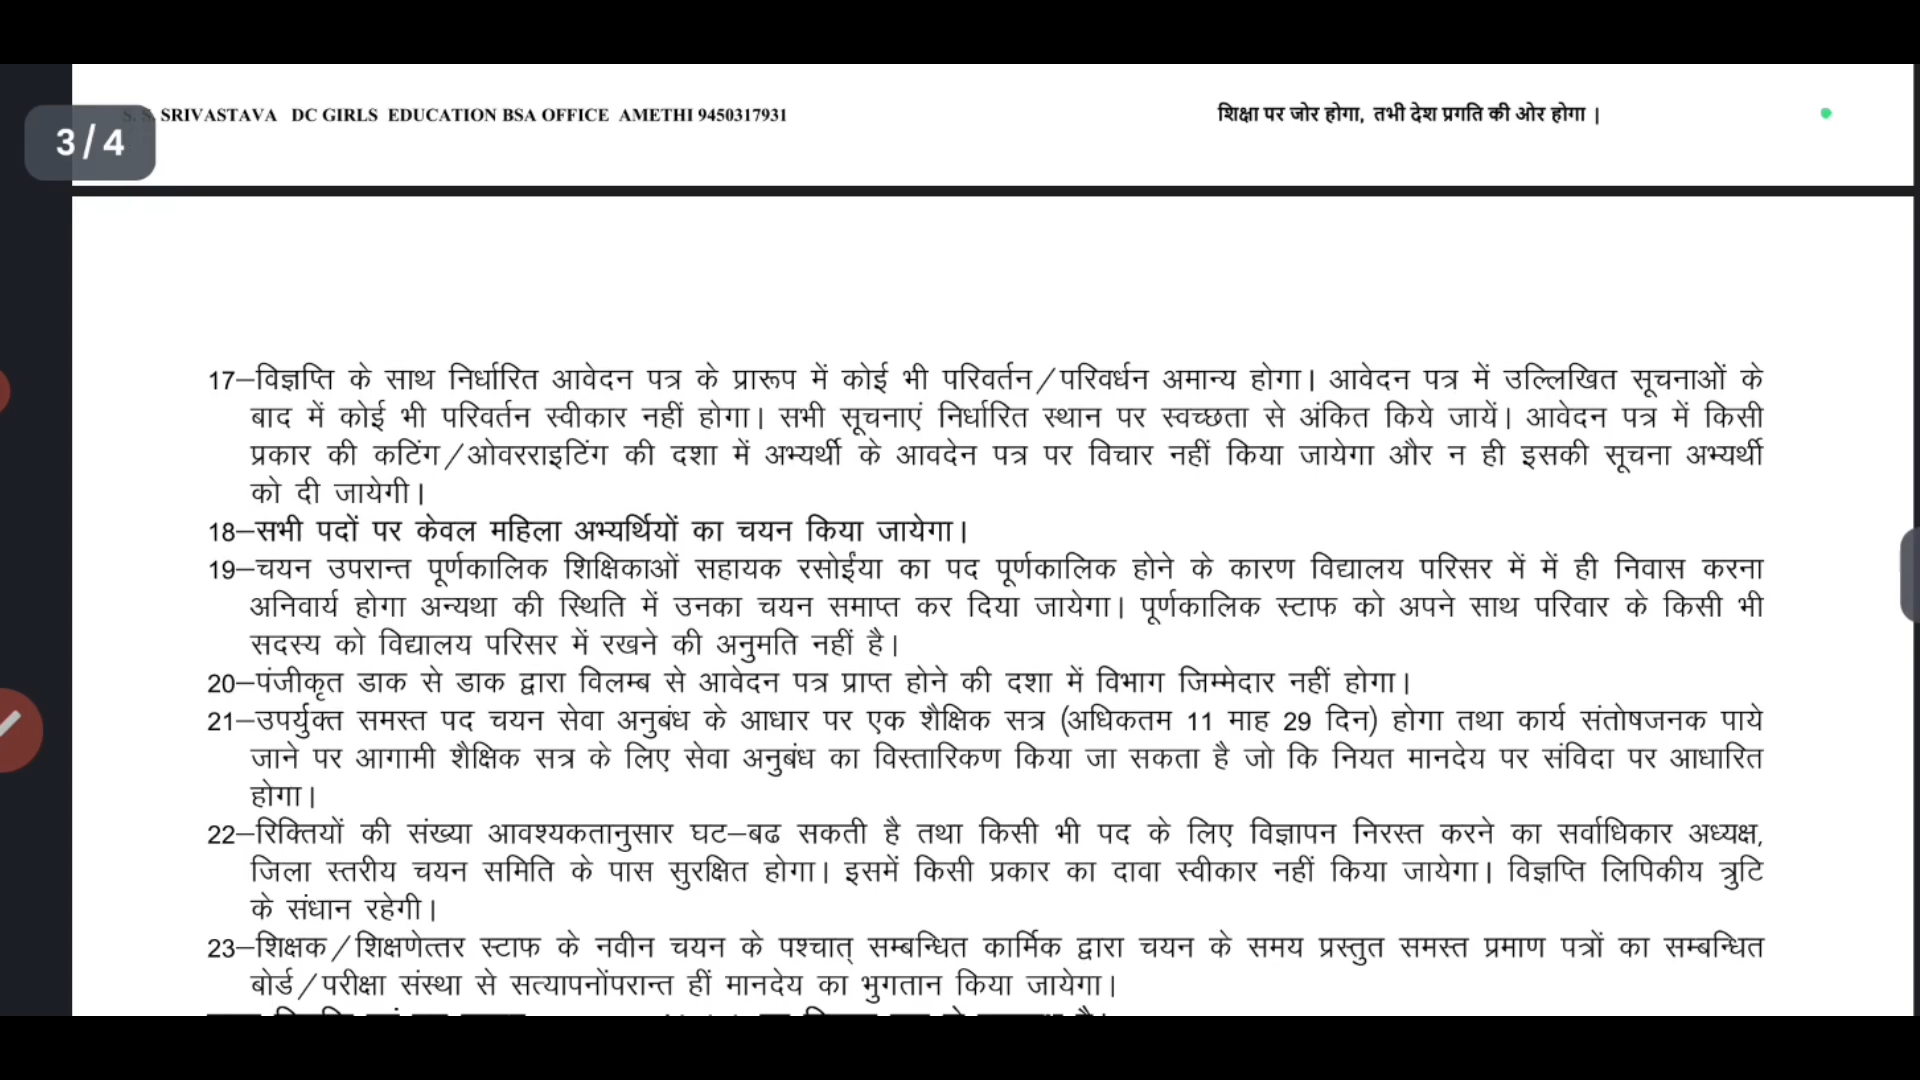 S. S. SRIVASTAVA DC GIRLS EDUCATION BSA OFFICE AMETHI 9450317931 शिक्षा पर जोर होगा, तभी देश प्रगति की ओर होगा |
3/4
17–विज्ञप्ति के साथ निर्धारित आवेदन पत्र के प्रारूप में कोई भी परिवर्तन/परिवर्धन अमान्य होगा। आवेदन पत्र में उल्लिखित सूचनाओं के
बाद में कोई भी परिवर्तन स्वीकार नहीं होगा। सभी सूचनाएं निर्धारित स्थान पर स्वच्छता से अंकित किये जायें। आवेदन पत्र में किसी
प्रकार की कटिंग/ओवरराइटिंग की दशा में अभ्यर्थी के आवदेन पत्र पर विचार नहीं किया जायेगा और न ही इसकी सूचना अभ्यर्थी
को दी जायेगी।
18–सभी पदों पर केवल महिला अभ्यर्थियों का चयन किया जायेगा।
19–चयन उपरान्त पूर्णकालिक शिक्षिकाओं सहायक रसोईंया का पद पूर्णकालिक होने के कारण विद्यालय परिसर में में ही निवास करना
अनिवार्य होगा अन्यथा की स्थिति में उनका चयन समाप्त कर दिया जायेगा। पूर्णकालिक स्टाफ को अपने साथ परिवार के किसी भी
सदस्य को विद्यालय परिसर में रखने की अनुमति नहीं है।
20–पंजीकृत डाक से डाक द्वारा विलम्ब से आवेदन पत्र प्राप्त होने की दशा में विभाग जिम्मेदार नहीं होगा।
21–उपर्युक्त समस्त पद चयन सेवा अनुबंध के आधार पर एक शैक्षिक सत्र (अधिकतम 11 माह 29 दिन) होगा तथा कार्य संतोषजनक पाये
जाने पर आगामी शैक्षिक सत्र के लिए सेवा अनुबंध का विस्तारिकण किया जा सकता है जो कि नियत मानदेय पर संविदा पर आधारित
होगा।
22–रिक्तियों की संख्या आवश्यकतानुसार घट–बढ सकती है तथा किसी भी पद के लिए विज्ञापन निरस्त करने का सर्वाधिकार अध्यक्ष,
जिला स्तरीय चयन समिति के पास सुरक्षित होगा। इसमें किसी प्रकार का दावा स्वीकार नहीं किया जायेगा। विज्ञप्ति लिपिकीय त्रुटि
के संधान रहेगी।
23–शिक्षक/शिक्षणेत्तर स्टाफ के नवीन चयन के पश्चात् सम्बन्धित कार्मिक द्वारा चयन के समय प्रस्तुत समस्त प्रमाण पत्रों का सम्बन्धित
बोर्ड/परीक्षा संस्था से सत्यापनोंपरान्त हीं मानदेय का भुगतान किया जायेगा।